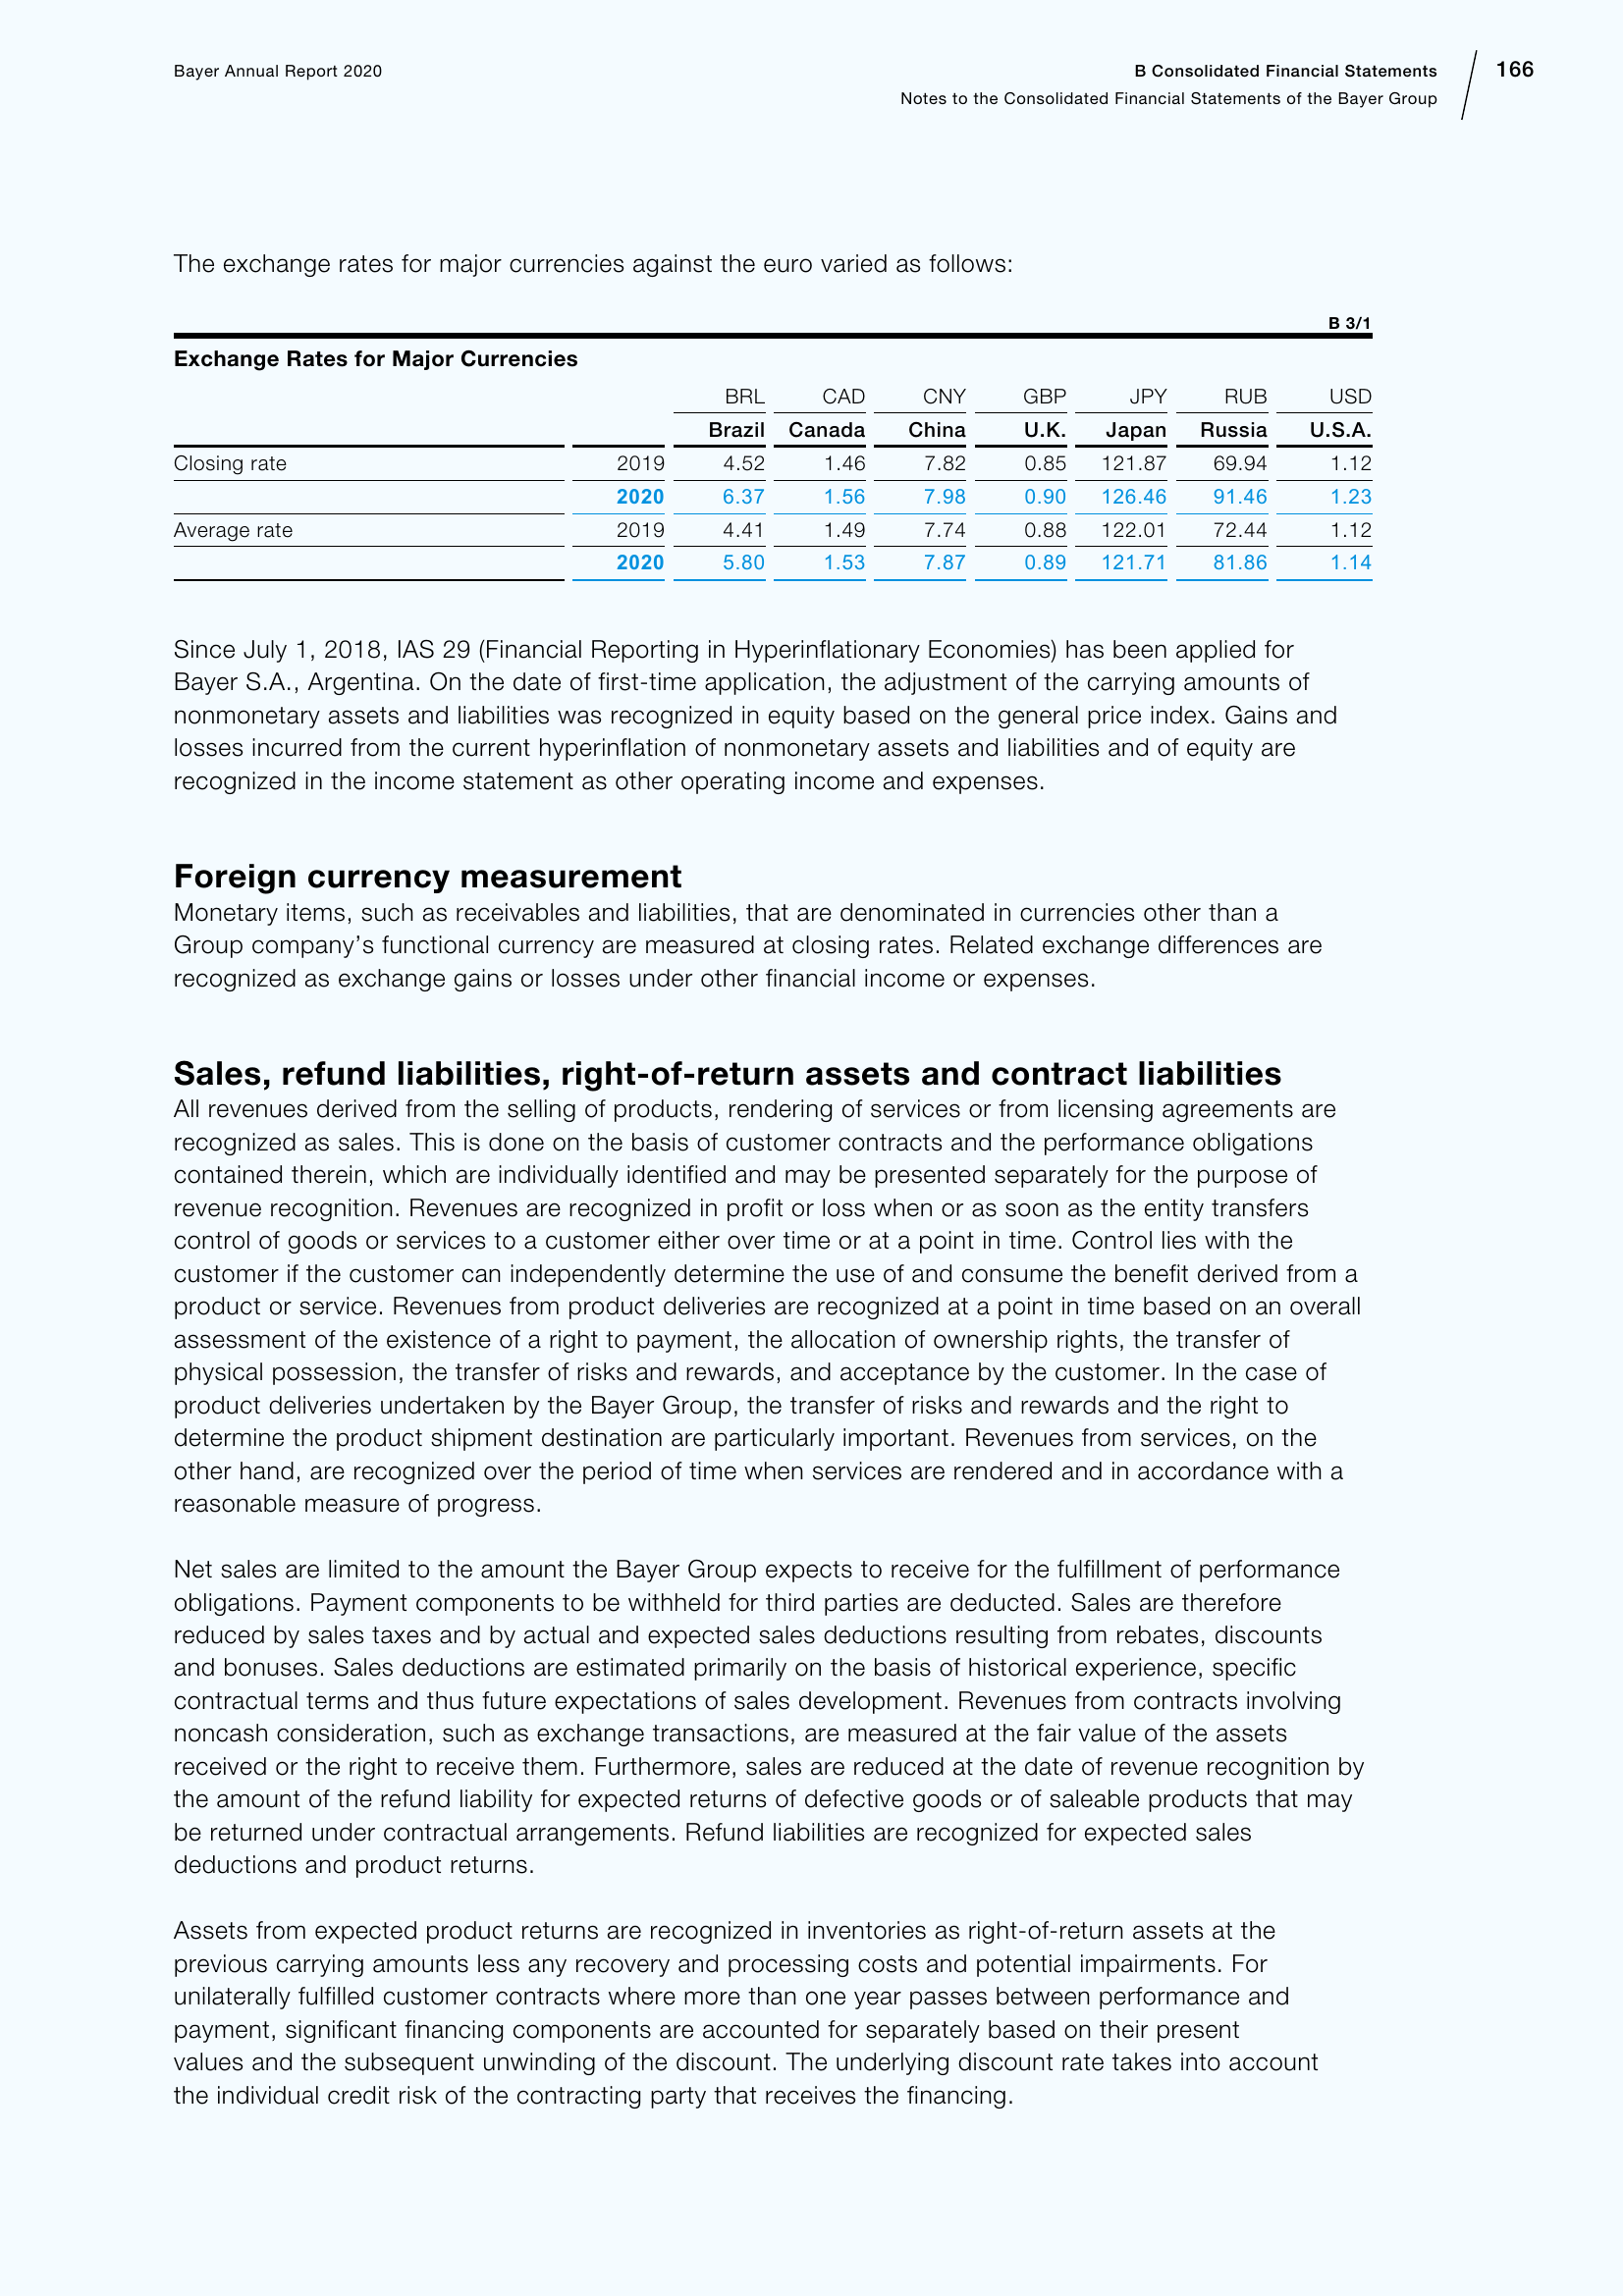 Bayer Annual Report 2020
B Consolidated Financial Statements
166
Notes to the Consolidated Financial Statements of the Bayer Group
The exchange rates for major currencies against the euro varied as follows:
B 3/1
Exchange Rates for Major Currencies
BRL CAD CNY GBP JPY RUB USD
Brazil Canada China U.K. Japan Russia U.S.A.
Closing rate 2019 4.52 1.46 7.82 0.85 121.87 69.94 1.12
2020 6.37 1.56 7.98 0.90 126.46 91.46 1.23
Average rate 2019 4.41 1.49 7.74 0.88 122.01 72.44 1.12
2020 5.80 1.53 7.87 0.89 121.71 81.86 1.14
Since July 1, 2018, IAS 29 (Financial Reporting in Hyperinflationary Economies) has been applied for
Bayer S.A., Argentina. On the date of first-time application, the adjustment of the carrying amounts of
nonmonetary assets and liabilities was recognized in equity based on the general price index. Gains and
losses incurred from the current hyperinflation of nonmonetary assets and liabilities and of equity are
recognized in the income statement as other operating income and expenses.
Foreign currency measurement
Monetary items, such as receivables and liabilities, that are denominated in currencies other than a
Group company’s functional currency are measured at closing rates. Related exchange differences are
recognized as exchange gains or losses under other financial income or expenses.
Sales, refund liabilities, right-of-return assets and contract liabilities
All revenues derived from the selling of products, rendering of services or from licensing agreements are
recognized as sales. This is done on the basis of customer contracts and the performance obligations
contained therein, which are individually identified and may be presented separately for the purpose of
revenue recognition. Revenues are recognized in profit or loss when or as soon as the entity transfers
control of goods or services to a customer either over time or at a point in time. Control lies with the
customer if the customer can independently determine the use of and consume the benefit derived from a
product or service. Revenues from product deliveries are recognized at a point in time based on an overall
assessment of the existence of a right to payment, the allocation of ownership rights, the transfer of
physical possession, the transfer of risks and rewards, and acceptance by the customer. In the case of
product deliveries undertaken by the Bayer Group, the transfer of risks and rewards and the right to
determine the product shipment destination are particularly important. Revenues from services, on the
other hand, are recognized over the period of time when services are rendered and in accordance with a
reasonable measure of progress.
Net sales are limited to the amount the Bayer Group expects to receive for the fulfillment of performance
obligations. Payment components to be withheld for third parties are deducted. Sales are therefore
reduced by sales taxes and by actual and expected sales deductions resulting from rebates, discounts
and bonuses. Sales deductions are estimated primarily on the basis of historical experience, specific
contractual terms and thus future expectations of sales development. Revenues from contracts involving
noncash consideration, such as exchange transactions, are measured at the fair value of the assets
received or the right to receive them. Furthermore, sales are reduced at the date of revenue recognition by
the amount of the refund liability for expected returns of defective goods or of saleable products that may
be returned under contractual arrangements. Refund liabilities are recognized for expected sales
deductions and product returns.
Assets from expected product returns are recognized in inventories as right-of-return assets at the
previous carrying amounts less any recovery and processing costs and potential impairments. For
unilaterally fulfilled customer contracts where more than one year passes between performance and
payment, significant financing components are accounted for separately based on their present
values and the subsequent unwinding of the discount. The underlying discount rate takes into account
the individual credit risk of the contracting party that receives the financing.